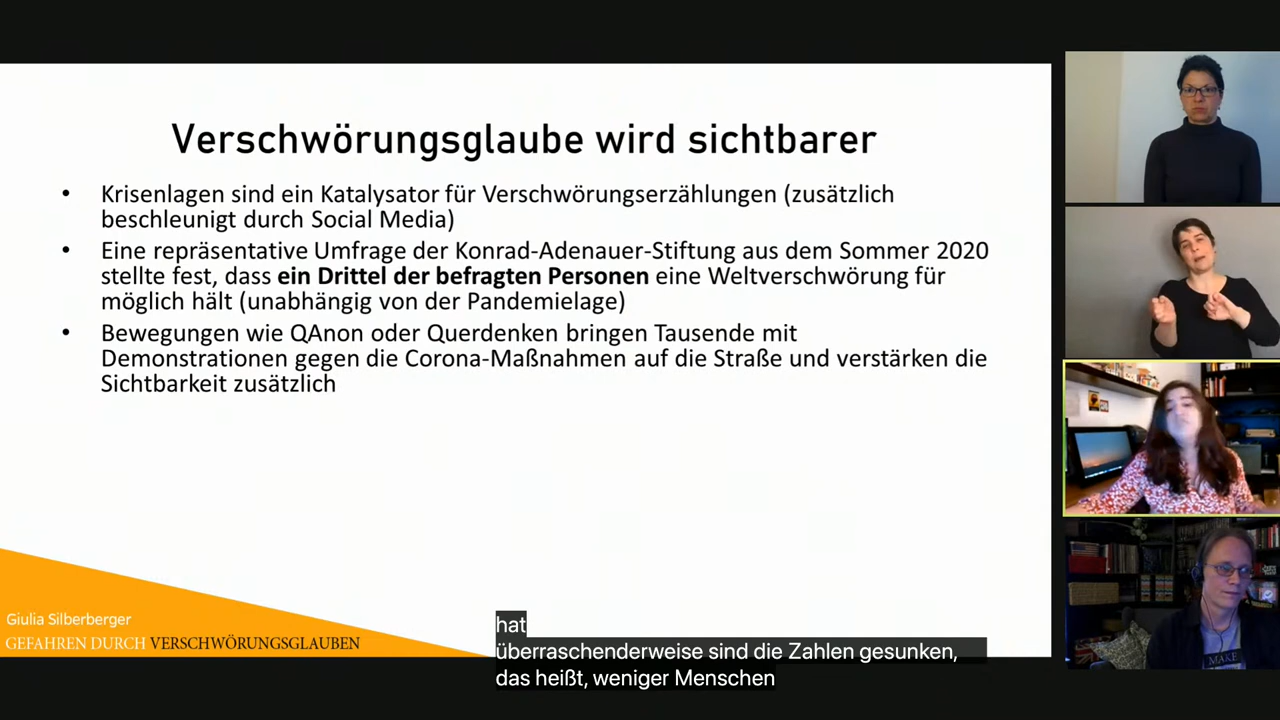 Verschwörungsglaube wird sichtbarer
• Krisenlagen sind ein Katalysator für Verschwörungserzählungen (zusätzlich
beschleunigt durch Social Media)
• Eine repräsentative Umfrage der Konrad-Adenauer-Stiftung aus dem Sommer 2020
stellte fest, dass ein Drittel der befragten Personen eine Weltverschwörung für
möglich hält (unabhängig von der Pandemielage)
• Bewegungen wie QAnon oder Querdenken bringen Tausende mit
Demonstrationen gegen die Corona-Maßnahmen auf die Straße und verstärken die
Sichtbarkeit zusätzlich
Giulia Silberberger
GEFAHREN DURCH VERSCHWÖRUNGSGLAUBEN
hat
überraschenderweise sind die Zahlen gesunken,
das heißt, weniger Menschen
MAKE